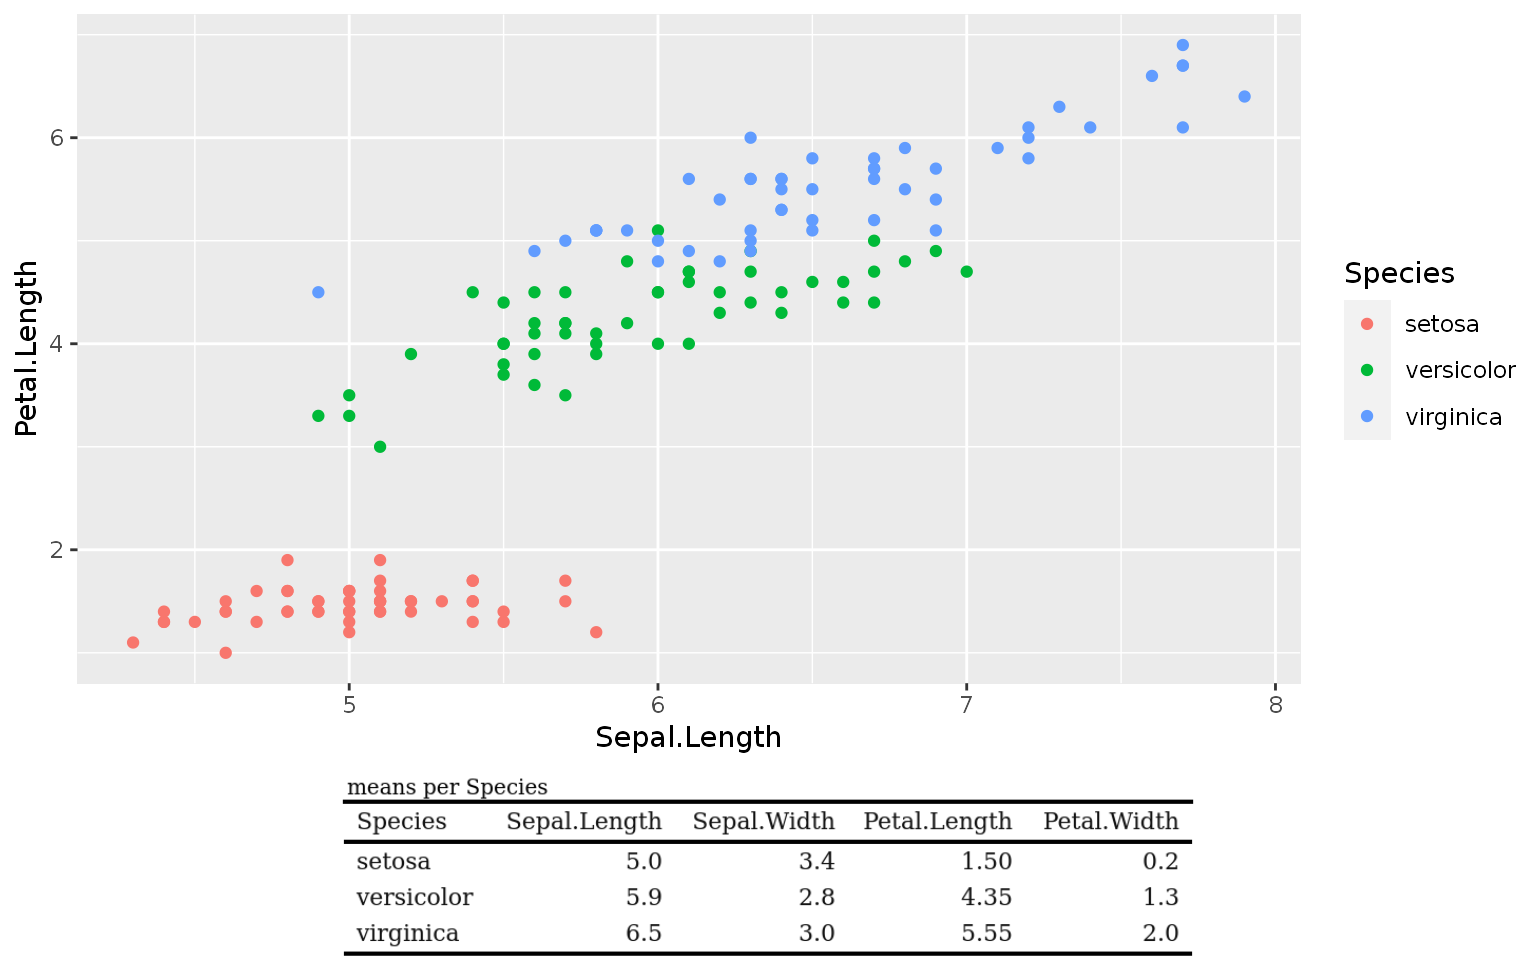 Petal.Length
6
4
2
5 6 7 8
Sepal.Length
Species
setosa
versicolor
virginica
means per Species
Species Sepal.Length Sepal.Width Petal.Length Petal.Width
setosa 5.0 3.4 1.50 0.2
versicolor 5.9 2.8 4.35 1.3
virginica 6.5 3.0 5.55 2.0